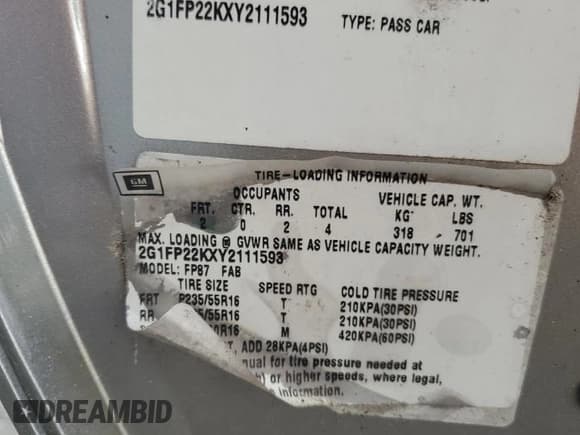 2G1FP22KXY2111593
TYPE: PASS CAR
GM
TIRE-LOADING INFORMATION
OCCUPANTS VEHICLE CAP. WT.
FRT. CTR. RR. TOTAL KG LBS
2 0 2 4 318 701
MAX. LOADING @ GVWR SAME AS VEHICLE CAPACITY WEIGHT.
2G1FP22KXY2111593
MODEL: FP87 FAB
TIRE SIZE SPEED RTG COLD TIRE PRESSURE
FRT P235/55R16 T 210KPA(30PSI)
RR /55R16 T 210KPA(30PSI)
R16 M 420KPA(60PSI)
ADD 28KPA(4PSI)
for tire pressure needed at
or higher speeds, where legal,
information.
DREAMBID